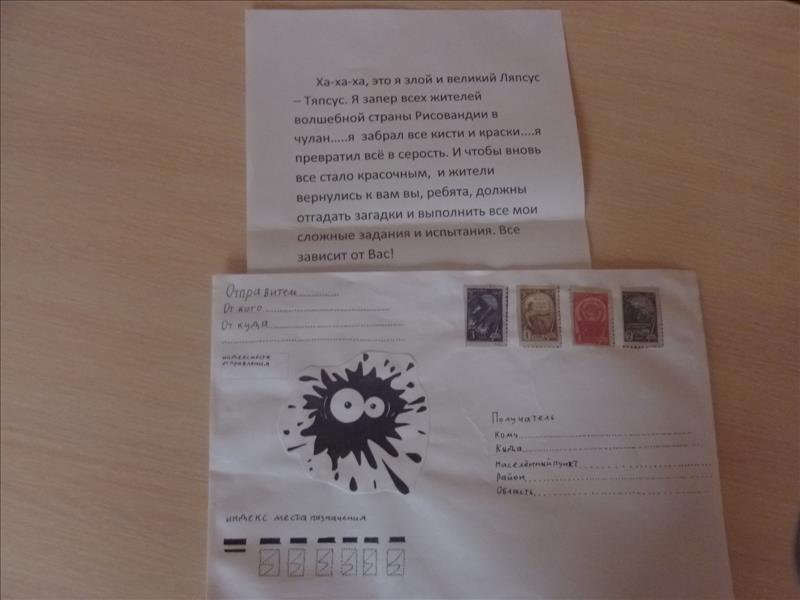 Ха-ха-ха, это я злой и великий Ляпсус
– Тяпсус. Я запер всех жителей
волшебной страны Рисовандии в
чулан.....я забрал все кисти и краски....я
превратил всё в серость. И чтобы вновь
все стало красочным, и жители
вернулись к вам вы, ребята, должны
отгадать загадки и выполнить все мои
сложные задания и испытания. Все
зависит от Вас!
Отправитель
От кого
От куда
отправления
Получатель
Кому
Куда
Населённый пункт
Район
Область
индекс места назначения